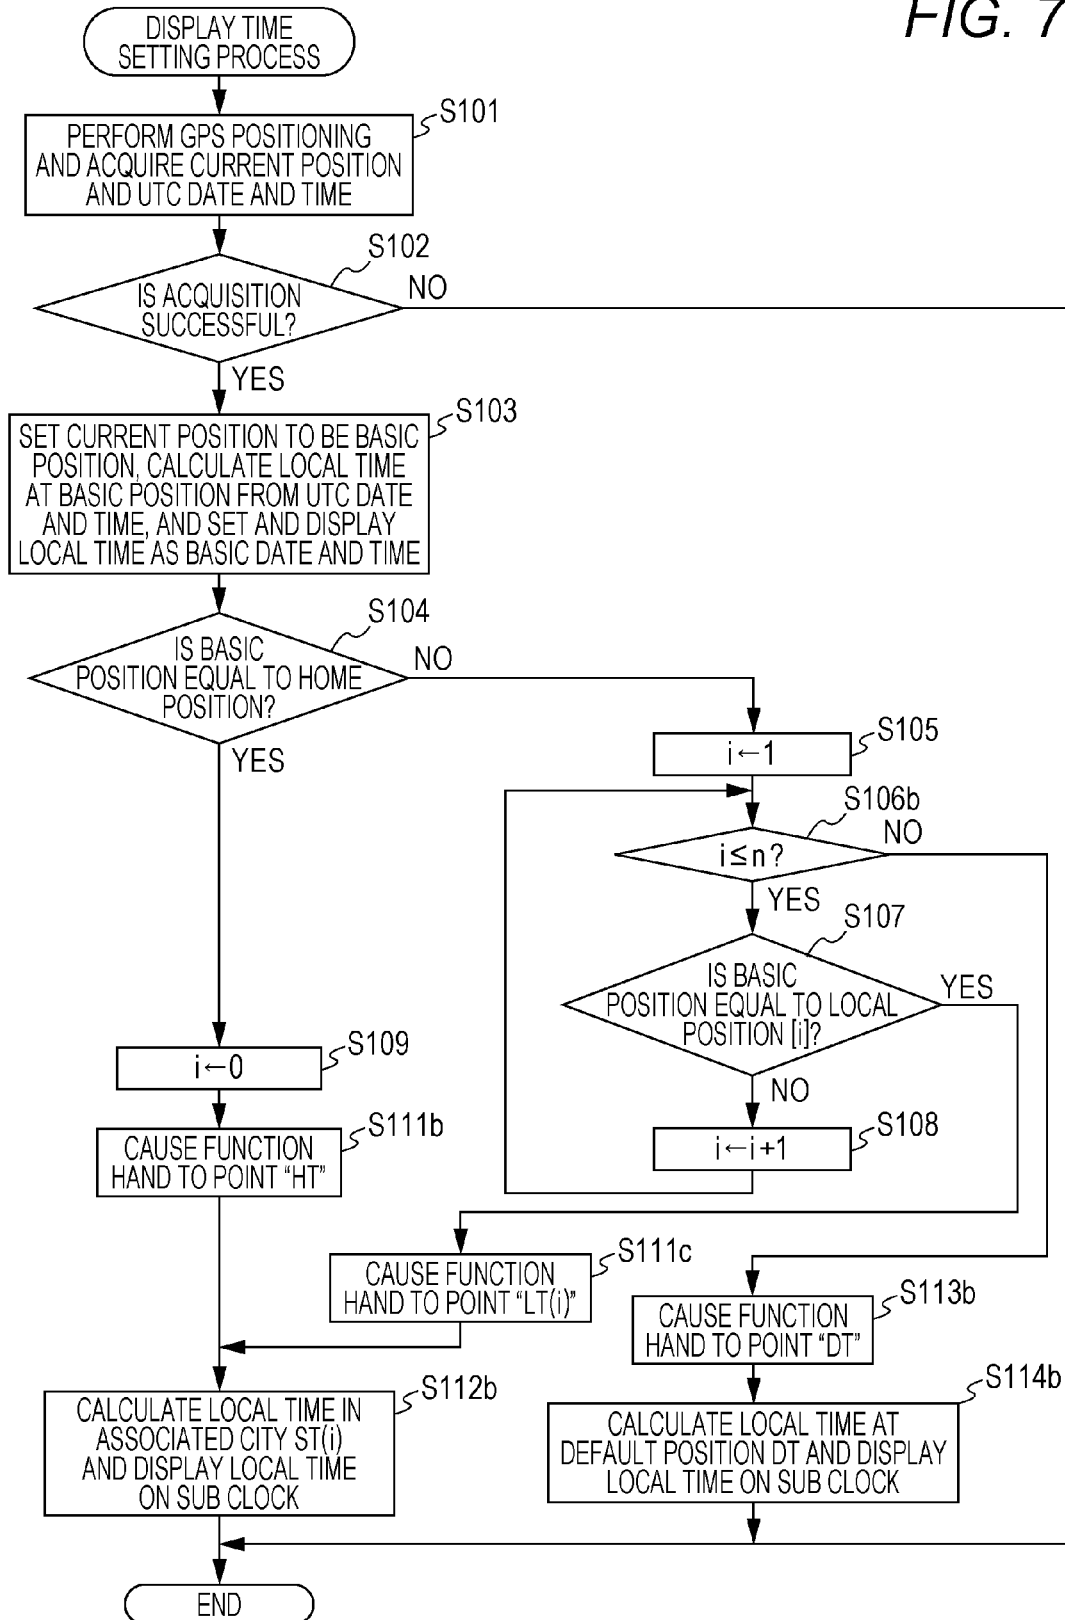 FIG. 7
DISPLAY TIME
SETTING PROCESS
S101
PERFORM GPS POSITIONING
AND ACQUIRE CURRENT POSITION
AND UTC DATE AND TIME
S102
IS ACQUISITION
SUCCESSFUL?
NO
YES
S103
SET CURRENT POSITION TO BE BASIC
POSITION, CALCULATE LOCAL TIME
AT BASIC POSITION FROM UTC DATE
AND TIME, AND SET AND DISPLAY
LOCAL TIME AS BASIC DATE AND TIME
S104
IS BASIC
POSITION EQUAL TO HOME
POSITION?
NO
YES
S105
i←1
S106b
i≤n?
NO
YES
S107
IS BASIC
POSITION EQUAL TO LOCAL
POSITION [i]?
YES
NO
S108
i←i+1
S109
i←0
S111b
CAUSE FUNCTION
HAND TO POINT “HT”
S111c
CAUSE FUNCTION
HAND TO POINT “LT(i)”
S113b
CAUSE FUNCTION
HAND TO POINT “DT”
S112b
CALCULATE LOCAL TIME IN
ASSOCIATED CITY ST(i)
AND DISPLAY LOCAL TIME
ON SUB CLOCK
S114b
CALCULATE LOCAL TIME AT
DEFAULT POSITION DT AND DISPLAY
LOCAL TIME ON SUB CLOCK
END